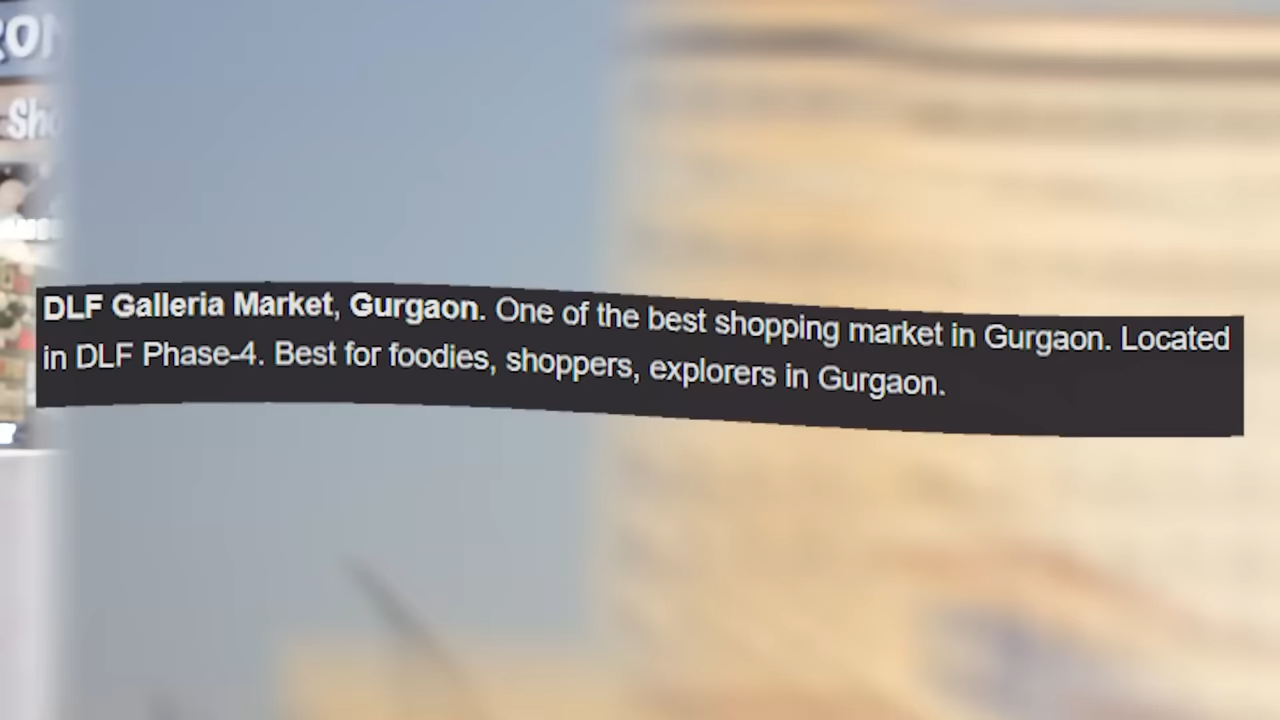 DLF Galleria Market, Gurgaon. One of the best shopping market in Gurgaon. Located
in DLF Phase-4. Best for foodies, shoppers, explorers in Gurgaon.